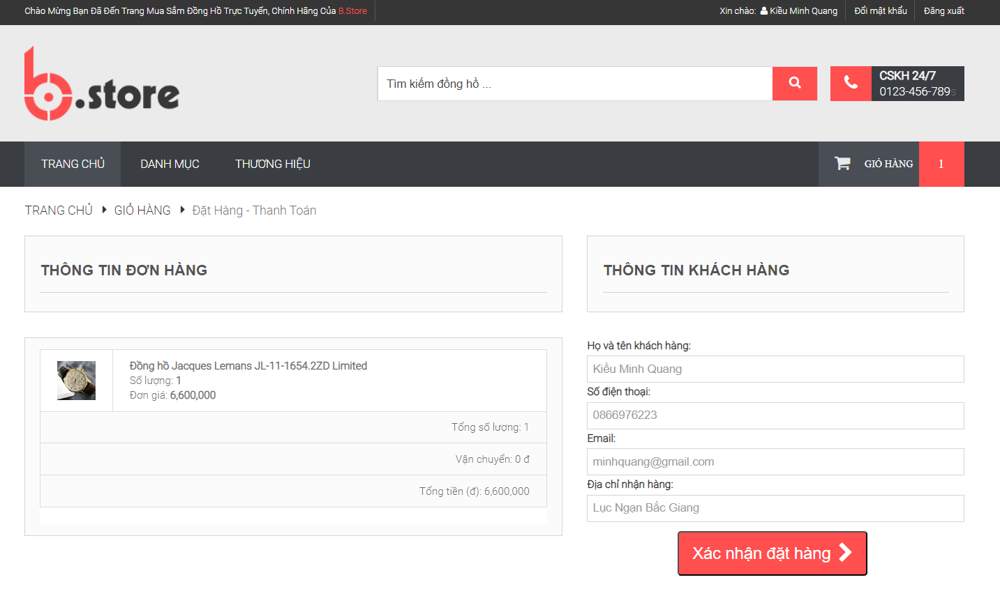 Chào Mừng Bạn Đã Đến Trang Mua Sắm Đồng Hồ Trực Tuyến, Chính Hãng Của B.Store
Xin chào: Kiều Minh Quang
Đổi mật khẩu
Đăng xuất
b.store
Tìm kiếm đồng hồ ...
CSKH 24/7
0123-456-789s
TRANG CHỦ
DANH MỤC
THƯƠNG HIỆU
GIỎ HÀNG
1
TRANG CHỦ
GIỎ HÀNG
Đặt Hàng - Thanh Toán
THÔNG TIN ĐƠN HÀNG
Đồng hồ Jacques Lemans JL-11-1654.2ZD Limited
Số lượng: 1
Đơn giá: 6,600,000
Tổng số lượng: 1
Vận chuyển: 0 đ
Tổng tiền (đ): 6,600,000
THÔNG TIN KHÁCH HÀNG
Họ và tên khách hàng:
Kiều Minh Quang
Số điện thoại:
0866976223
Email:
minhquang@gmail.com
Địa chỉ nhận hàng:
Lục Ngạn Bắc Giang
Xác nhận đặt hàng